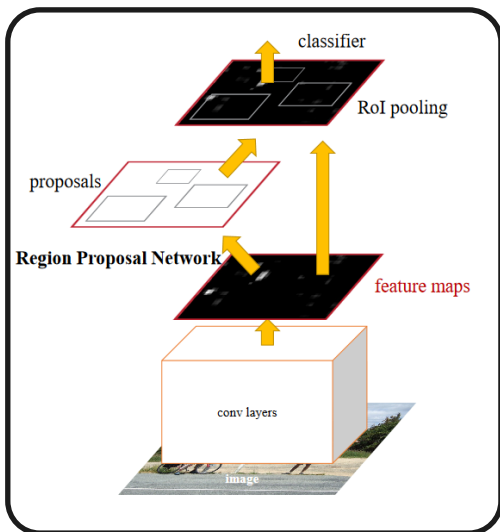 classifier
RoI pooling
proposals
Region Proposal Network
feature maps
conv layers
image